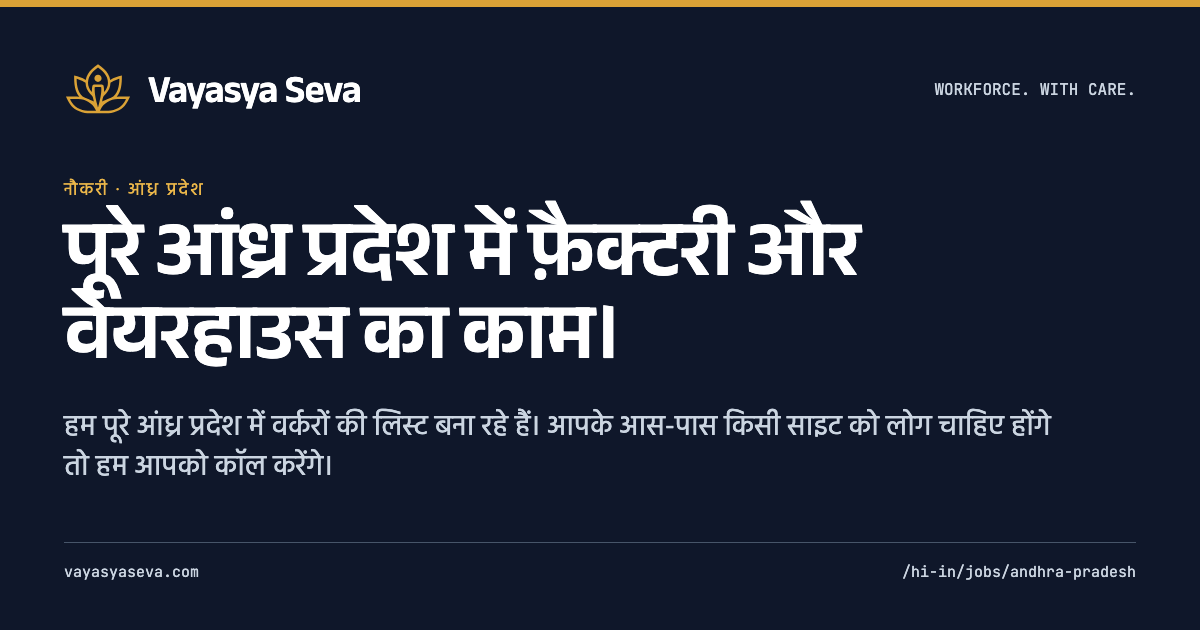 Vayasya Seva
WORKFORCE. WITH CARE.
नौकरी · आंध्र प्रदेश
पूरे आंध्र प्रदेश में फ़ैक्टरी और
वेयरहाउस का काम।
हम पूरे आंध्र प्रदेश में वर्करों की लिस्ट बना रहे हैं। आपके आस-पास किसी साइट को लोग चाहिए होंगे
तो हम आपको कॉल करेंगे।
vayasyaseva.com
/hi-in/jobs/andhra-pradesh